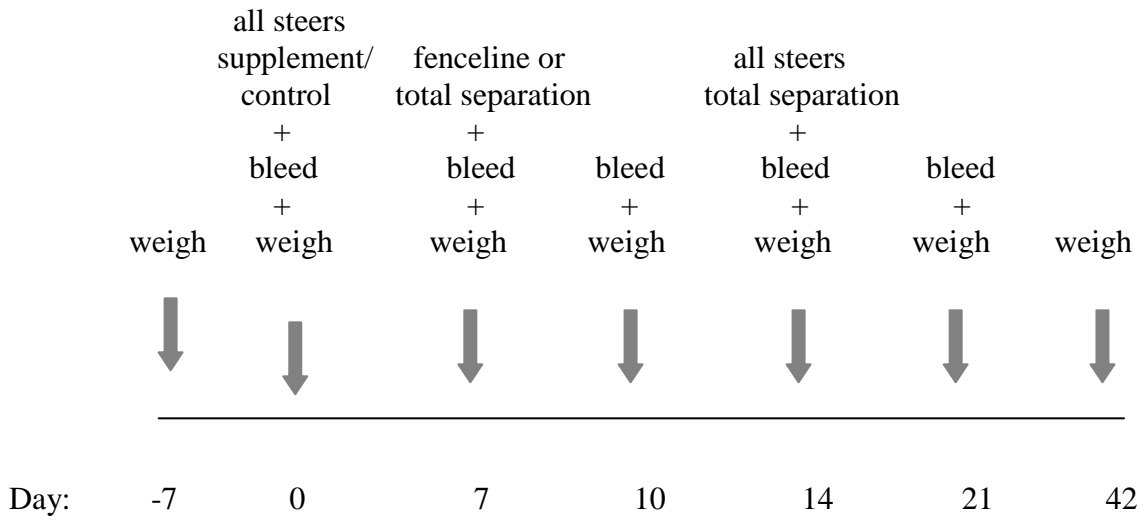 all steers
supplement/ fenceline or all steers
control total separation total separation
+ + +
bleed bleed bleed bleed bleed
+ + + + +
weigh weigh weigh weigh weigh weigh weigh
Day: -7 0 7 10 14 21 42